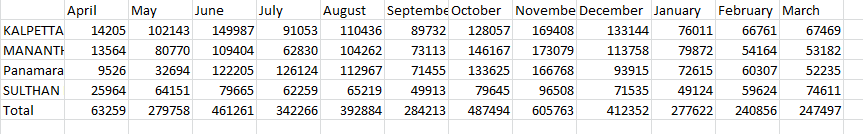 April May June July August Septembe October Novembe December January February March
KALPETTA 14205 102143 149987 91053 110436 89732 128057 169408 133144 76011 66761 67469
MANANTH 13564 80770 109404 62830 104262 73113 146167 173079 113758 79872 54164 53182
Panamara 9526 32694 122205 126124 112967 71455 133625 166768 93915 72615 60307 52235
SULTHAN 25964 64151 79665 62259 65219 49913 79645 96508 71535 49124 59624 74611
Total 63259 279758 461261 342266 392884 284213 487494 605763 412352 277622 240856 247497